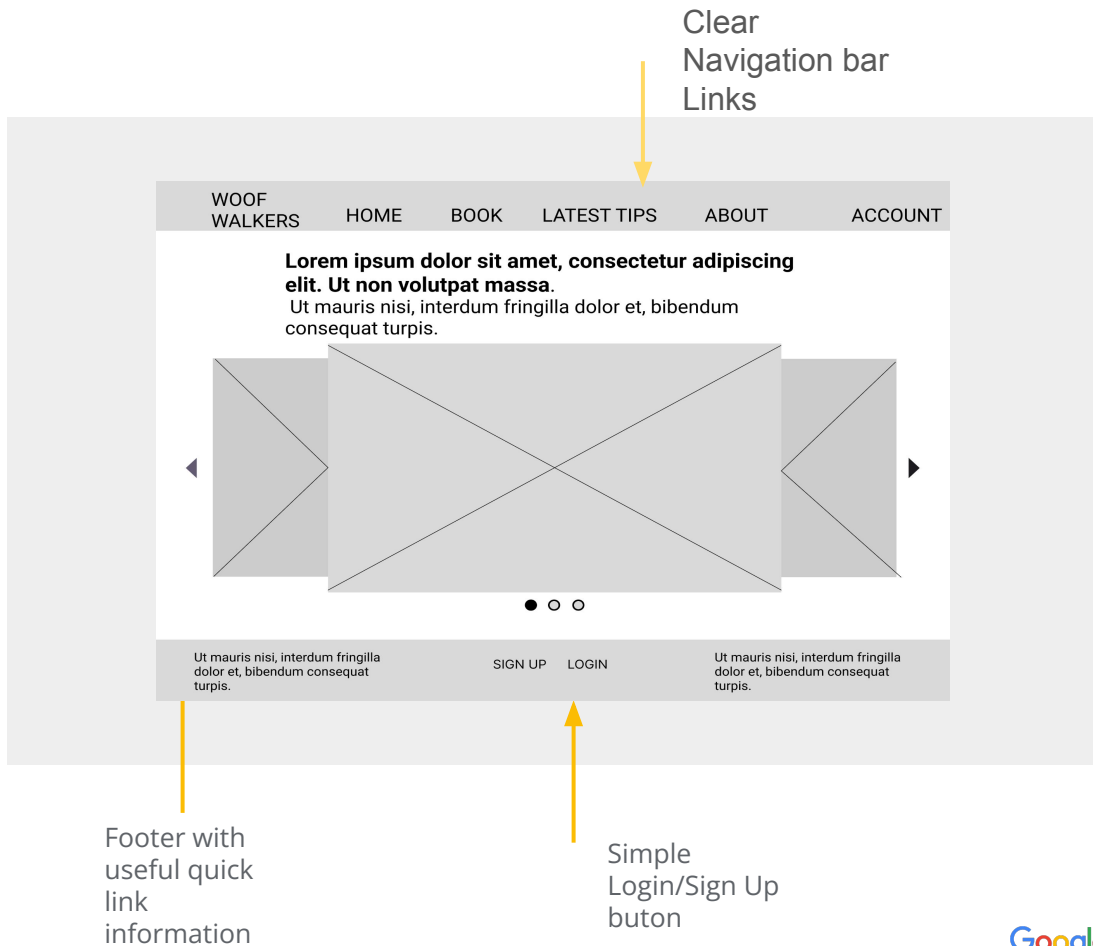 Clear
Navigation bar
Links
WOOF
WALKERS
HOME
BOOK
LATEST TIPS
ABOUT
ACCOUNT
Lorem ipsum dolor sit amet, consectetur adipiscing
elit. Ut non volutpat massa.
Ut mauris nisi, interdum fringilla dolor et, bibendum
consequat turpis.
Ut mauris nisi, interdum fringilla
dolor et, bibendum consequat
turpis.
SIGN UP
LOGIN
Ut mauris nisi, interdum fringilla
dolor et, bibendum consequat
turpis.
Footer with
useful quick
link
information
Simple
Login/Sign Up
buton
Google